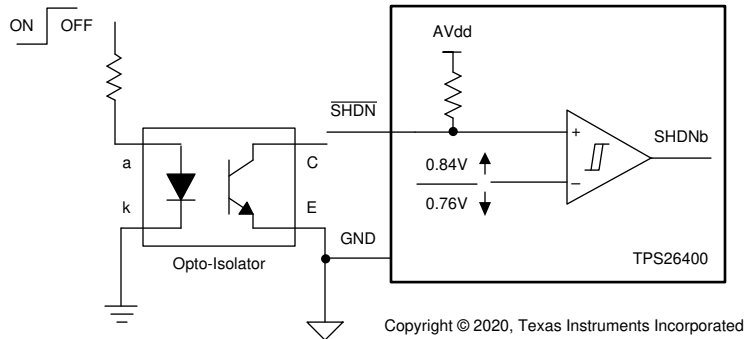 ON OFF
AVdd
SHDN
+ SHDNb
a C 0.84V
−
k E 0.76V
GND
Opto-Isolator TPS26400
Copyright © 2020, Texas Instruments Incorporated